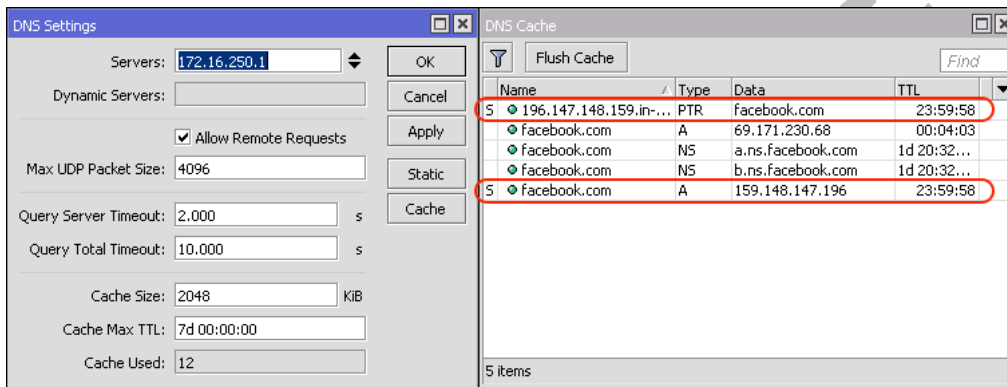 DNS Settings
Servers: 172.16.250.1
OK
Dynamic Servers:
Cancel
Allow Remote Requests
Apply
Max UDP Packet Size: 4096
Static
Query Server Timeout: 2.000 s
Cache
Query Total Timeout: 10.000 s
Cache Size: 2048 KiB
Cache Max TTL: 7d 00:00:00
Cache Used: 12
DNS Cache
Flush Cache
Find
Name Type Data TTL
S 196.147.148.159.in-... PTR facebook.com 23:59:58
facebook.com A 69.171.230.68 00:04:03
facebook.com NS a.ns.facebook.com 1d 20:32...
facebook.com NS b.ns.facebook.com 1d 20:32...
S facebook.com A 159.148.147.196 23:59:58
5 items